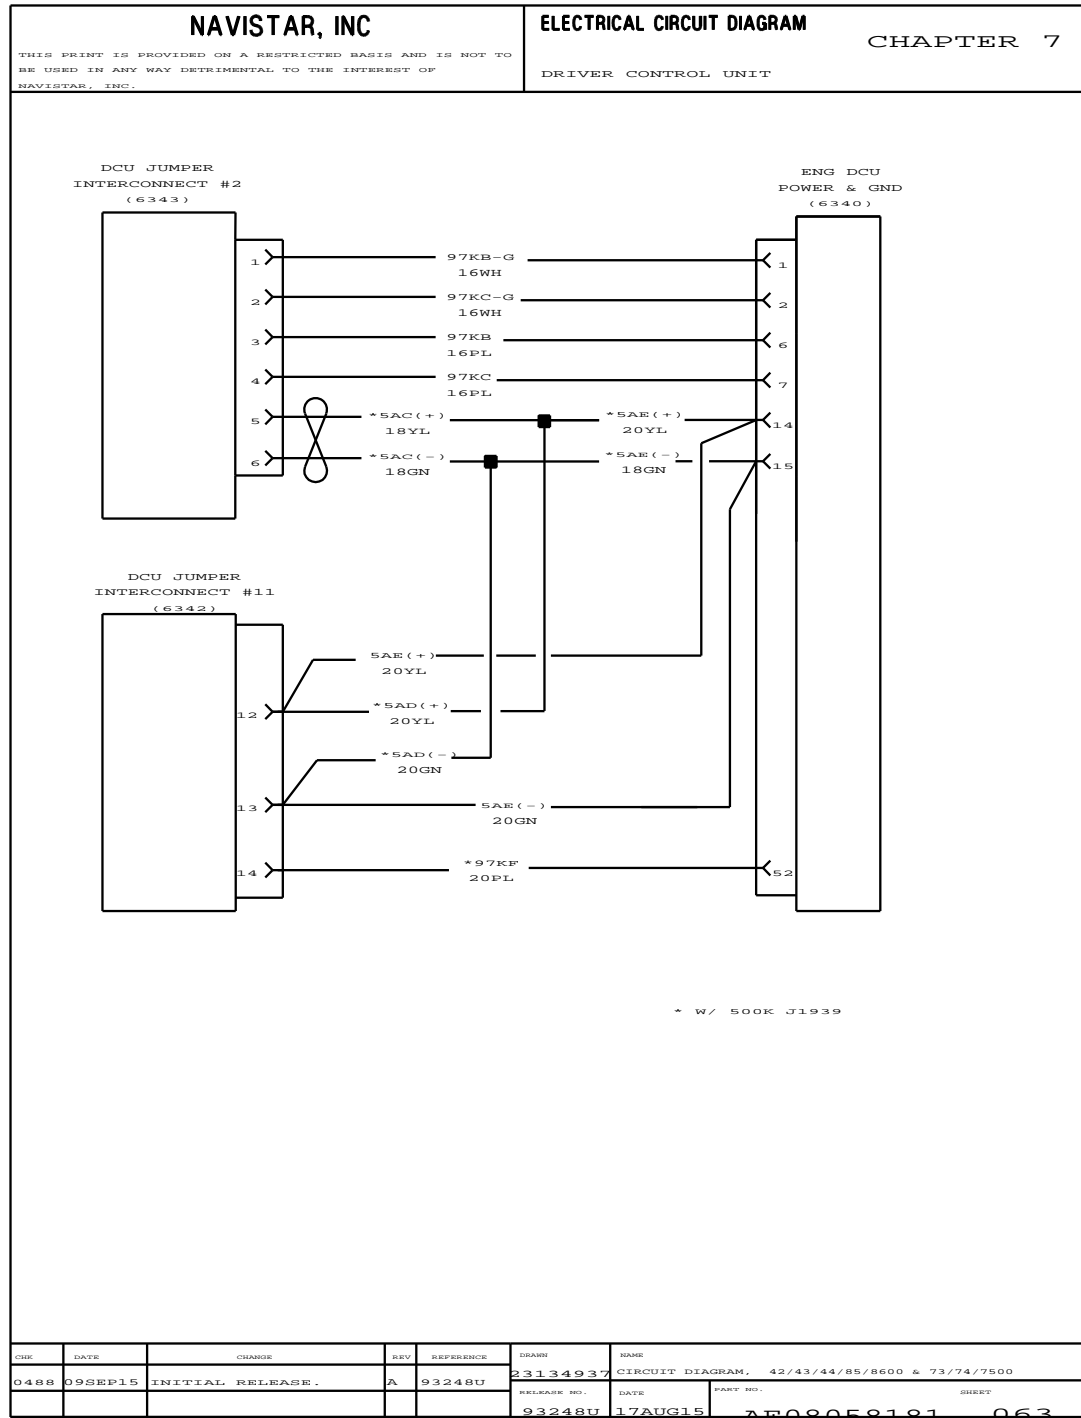 NAVISTAR, INC
THIS PRINT IS PROVIDED ON A RESTRICTED BASIS AND IS NOT TO
BE USED IN ANY WAY DETRIMENTAL TO THE INTEREST OF
NAVISTAR, INC.
ELECTRICAL CIRCUIT DIAGRAM
CHAPTER 7
DRIVER CONTROL UNIT
DCU JUMPER
INTERCONNECT #2
(6343)
ENG DCU
POWER & GND
(6340)
1
97KB-G
16WH
1
2
97KC-G
16WH
2
3
97KB
16PL
6
4
97KC
16PL
7
5
*5AC(+)
18YL
*5AE(+)
20YL
14
6
*5AC(-)
18GN
*5AE(-)
18GN
15
DCU JUMPER
INTERCONNECT #11
(6342)
5AE(+)
20YL
12
*5AD(+)
20YL
*5AD(-)
20GN
13
5AE(-)
20GN
14
*97KF
20PL
52
* W/ 500K J1939
CHK DATE CHANGE REV REFERENCE
0488 09SEP15 INITIAL RELEASE. A 93248U
DRAWN
23134937
NAME
CIRCUIT DIAGRAM, 42/43/44/85/8600 & 73/74/7500
RELEASE NO.
93248U
DATE
17AUG15
PART NO.
AF08058181
SHEET
063